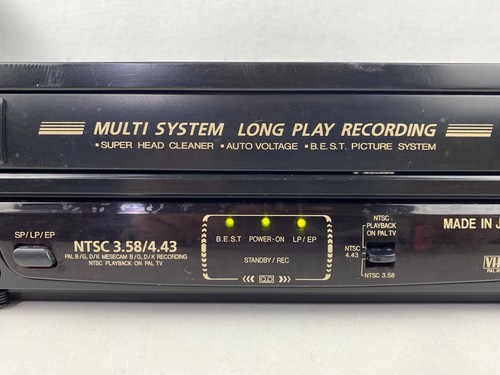 MULTI SYSTEM LONG PLAY RECORDING
•SUPER HEAD CLEANER •AUTO VOLTAGE •B.E.S.T. PICTURE SYSTEM
SP/LP/EP
NTSC 3.58/4.43
PAL B/G, D/K MESECAM B/G, D/K RECORDING
NTSC PLAYBACK ON PAL TV
B.E.S.T POWER-ON LP/EP
STANDBY/REC
NTSC
PLAYBACK
ON PAL TV
NTSC
4.43
NTSC 3.58
MADE IN J
VH
PAL